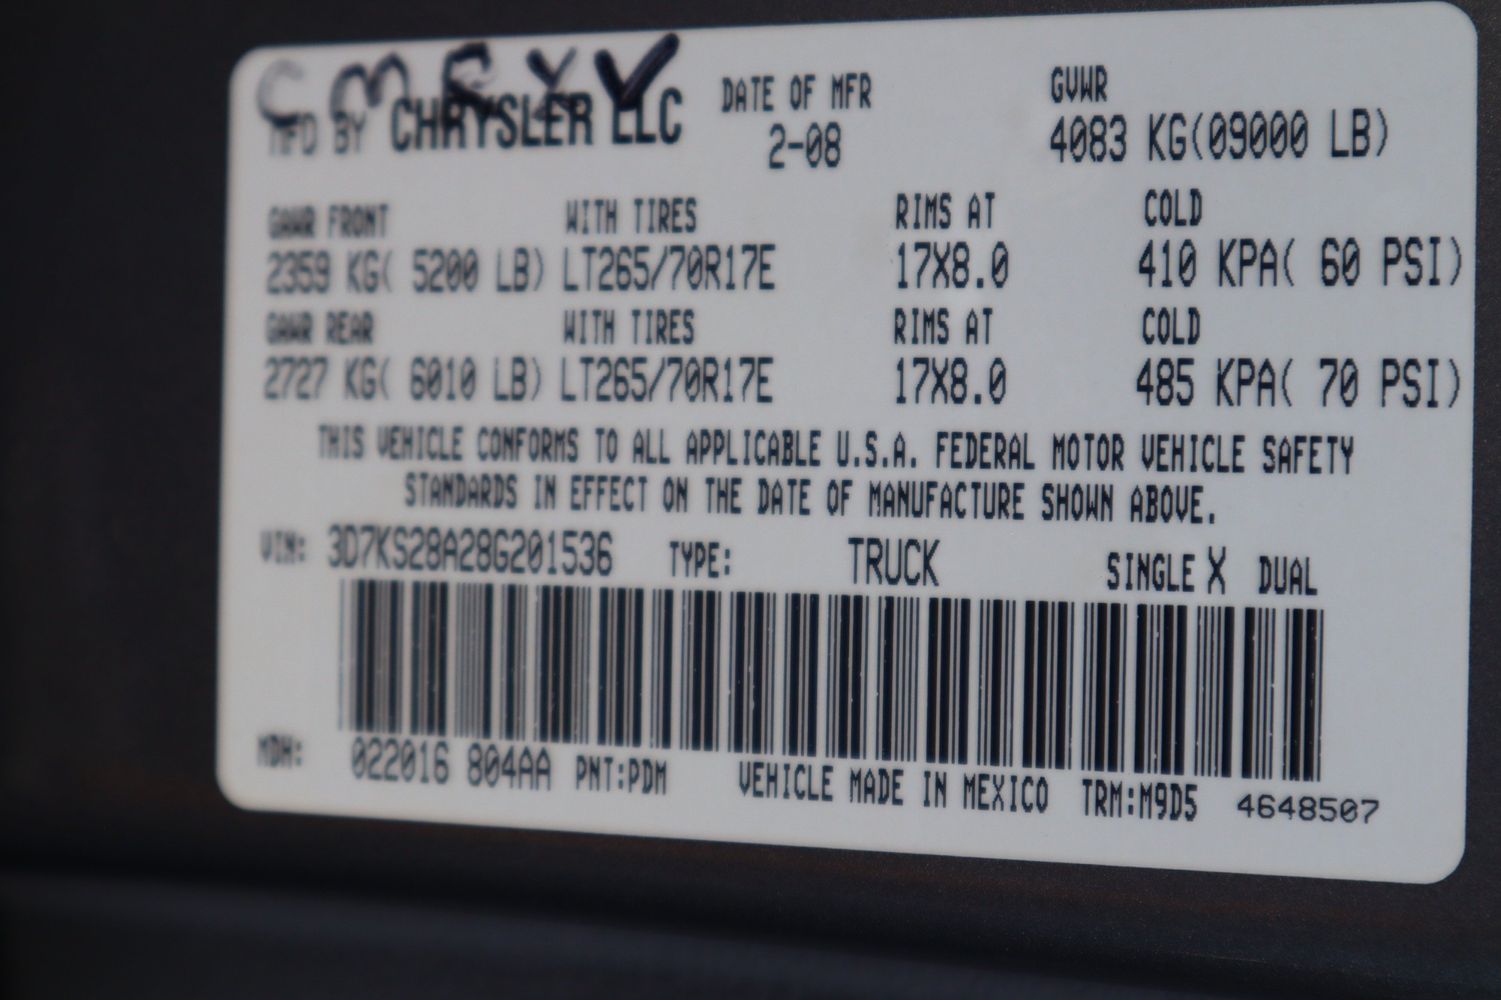 C M R X
MFD BY CHRYSLER LLC DATE OF MFR GVWR
2-08 4083 KG(09000 LB)
GAWR FRONT WITH TIRES RIMS AT COLD
2359 KG( 5200 LB) LT265/70R17E 17X8.0 410 KPA( 60 PSI)
GAWR REAR WITH TIRES RIMS AT COLD
2727 KG( 6010 LB) LT265/70R17E 17X8.0 485 KPA( 70 PSI)
THIS VEHICLE CONFORMS TO ALL APPLICABLE U.S.A. FEDERAL MOTOR VEHICLE SAFETY
STANDARDS IN EFFECT ON THE DATE OF MANUFACTURE SHOWN ABOVE.
VIN: 3D7KS28A28G201536 TYPE: TRUCK SINGLE X DUAL
MDH: 022016 804AA PNT:PDM VEHICLE MADE IN MEXICO TRM:M9D5 4648507